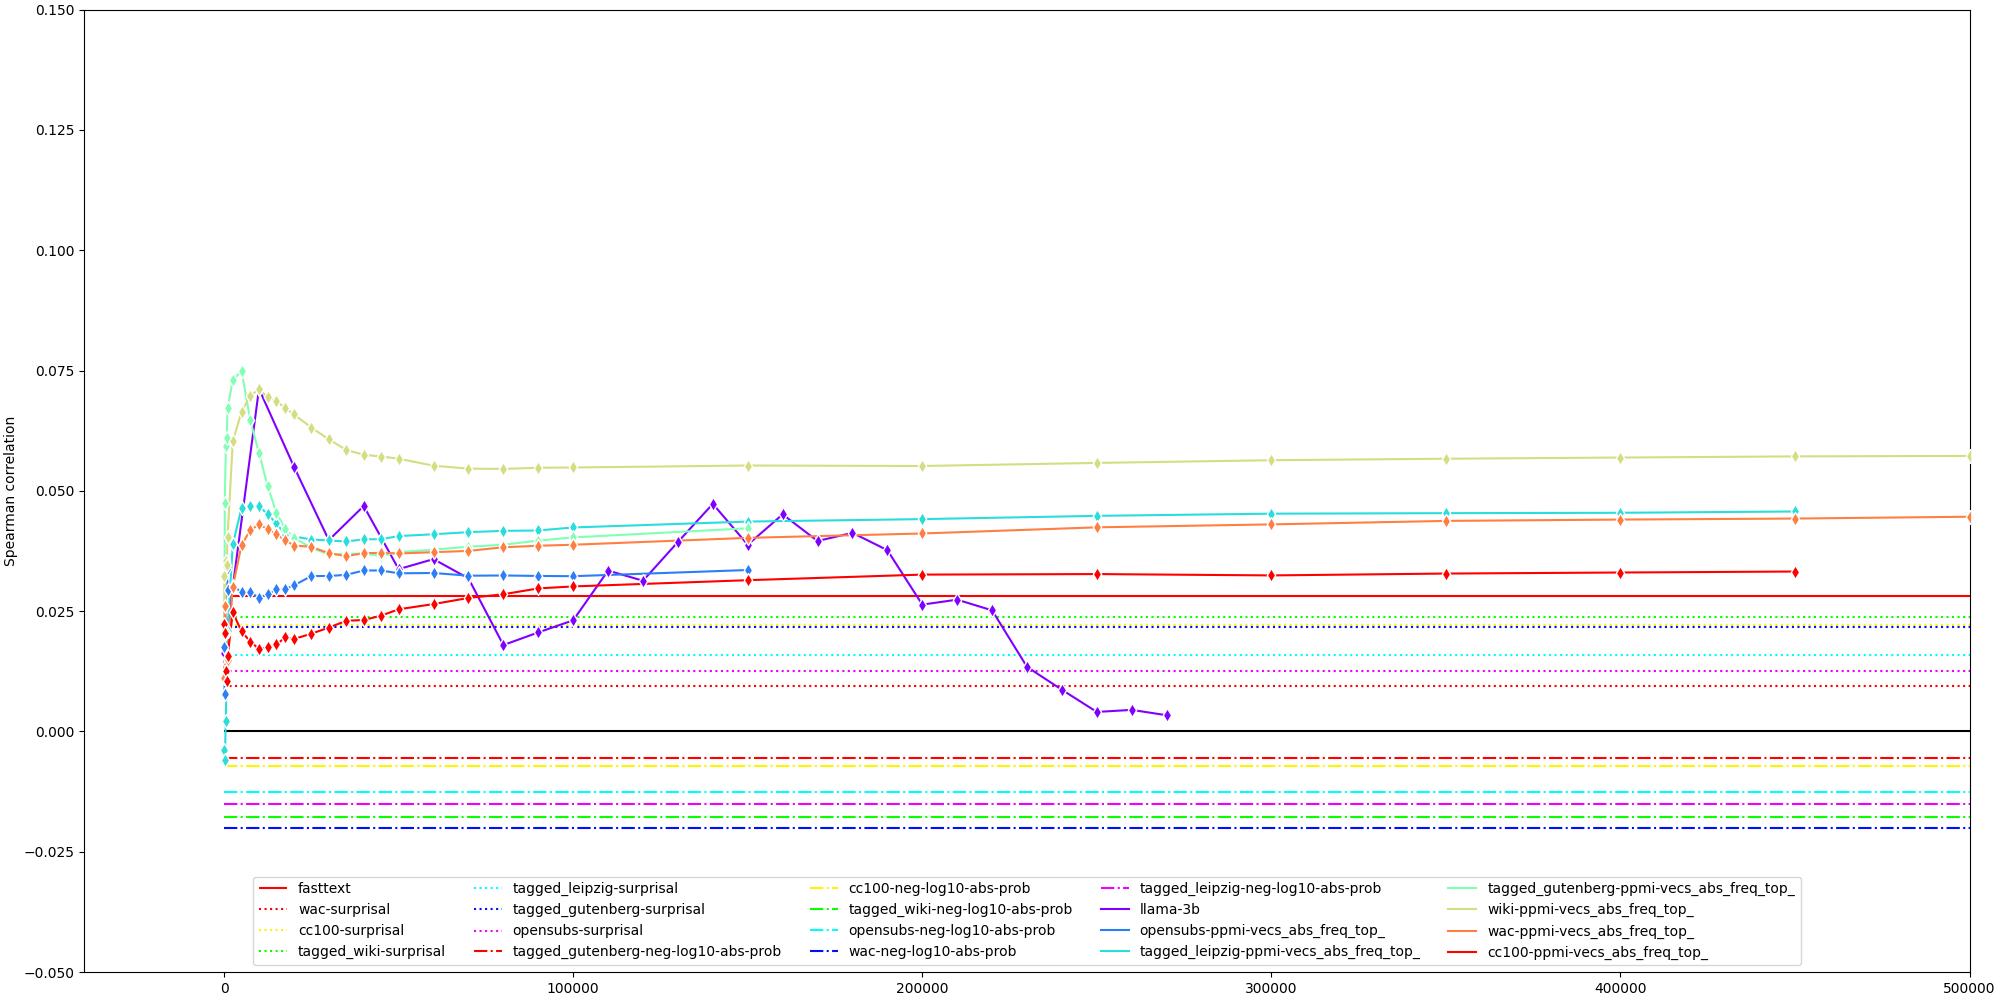 0.150
0.125
0.100
0.075
0.050
0.025
0.000
−0.025
−0.050
Spearman correlation
0 100000 200000 300000 400000 500000
fasttext
wac-surprisal
cc100-surprisal
tagged_wiki-surprisal
tagged_leipzig-surprisal
tagged_gutenberg-surprisal
opensubs-surprisal
tagged_gutenberg-neg-log10-abs-prob
cc100-neg-log10-abs-prob
tagged_wiki-neg-log10-abs-prob
opensubs-neg-log10-abs-prob
wac-neg-log10-abs-prob
tagged_leipzig-neg-log10-abs-prob
llama-3b
opensubs-ppmi-vecs_abs_freq_top_
tagged_leipzig-ppmi-vecs_abs_freq_top_
tagged_gutenberg-ppmi-vecs_abs_freq_top_
wiki-ppmi-vecs_abs_freq_top_
wac-ppmi-vecs_abs_freq_top_
cc100-ppmi-vecs_abs_freq_top_